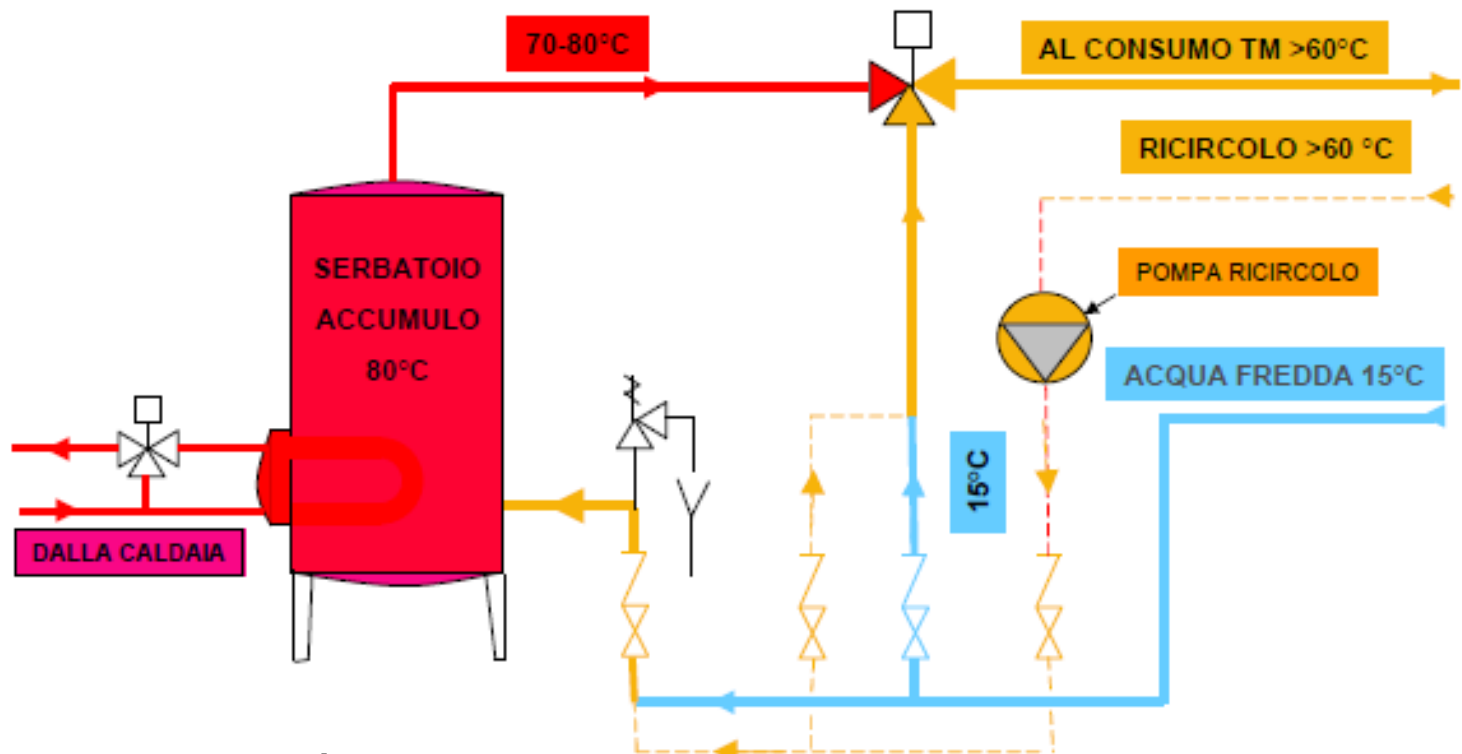 70-80°C
AL CONSUMO TM >60°C
RICIRCOLO >60 °C
SERBATOIO
ACCUMULO
80°C
POMPA RICIRCOLO
ACQUA FREDDA 15°C
15°C
DALLA CALDAIA